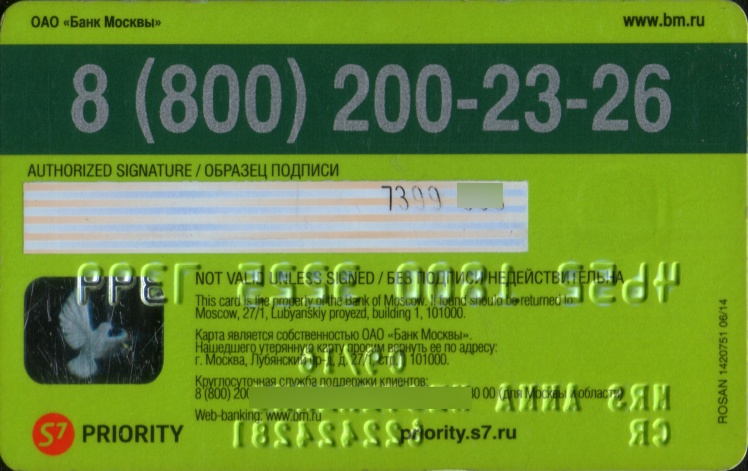 ОАО «Банк Москвы»
www.bm.ru
8 (800) 200-23-26
AUTHORIZED SIGNATURE / ОБРАЗЕЦ ПОДПИСИ
7399
NOT VALID UNLESS SIGNED / БЕЗ ПОДПИСИ НЕДЕЙСТВИТЕЛЬНА
This card is the property of the Bank of Moscow. If found should be returned to
Moscow, 27/1, Lubyanskiy proyezd, building 1, 101000.
Карта является собственностью ОАО «Банк Москвы».
Нашедшего утерянную карту просим вернуть ее по адресу:
г. Москва, Лубянский пр-д, д. 27/1, стр. 1, 101000.
Круглосуточная служба поддержки клиентов:
8 (800) 200 00 (для Москвы и области)
Web-banking: www.bm.ru
S7 PRIORITY
priority.s7.ru
ROSAN 1420751 06/14